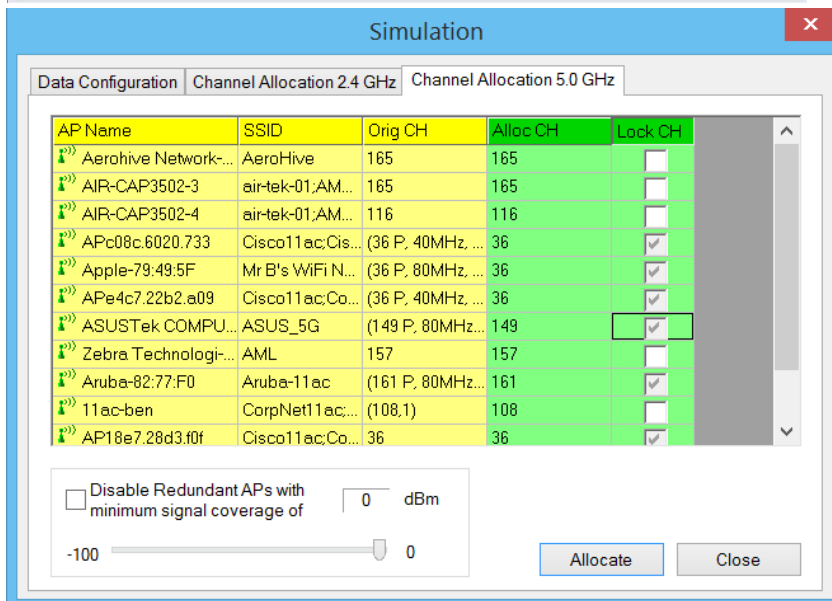 Simulation
Data Configuration Channel Allocation 2.4 GHz Channel Allocation 5.0 GHz
AP Name SSID Orig CH Alloc CH Lock CH
Aerohive Network-... AeroHive 165 165
AIR-CAP3502-3 air-tek-01;AM... 165 165
AIR-CAP3502-4 air-tek-01;AM... 116 116
APc08c.6020.733 Cisco11ac;Cis... (36 P, 40MHz, ... 36
Apple-79:49:5F Mr B's WiFi N... (36 P, 80MHz, ... 36
APe4c7.22b2.a09 Cisco11ac;Co... (36 P, 40MHz, ... 36
ASUSTek COMPU... ASUS_5G (149 P, 80MHz... 149
Zebra Technologi-... AML 157 157
Aruba-82:77:F0 Aruba-11ac (161 P, 80MHz... 161
11ac-ben CorpNet11ac;... (108,1) 108
AP18e7.28d3.f0f Cisco11ac;Co... 36 36
Disable Redundant APs with
minimum signal coverage of 0 dBm
-100 0
Allocate Close